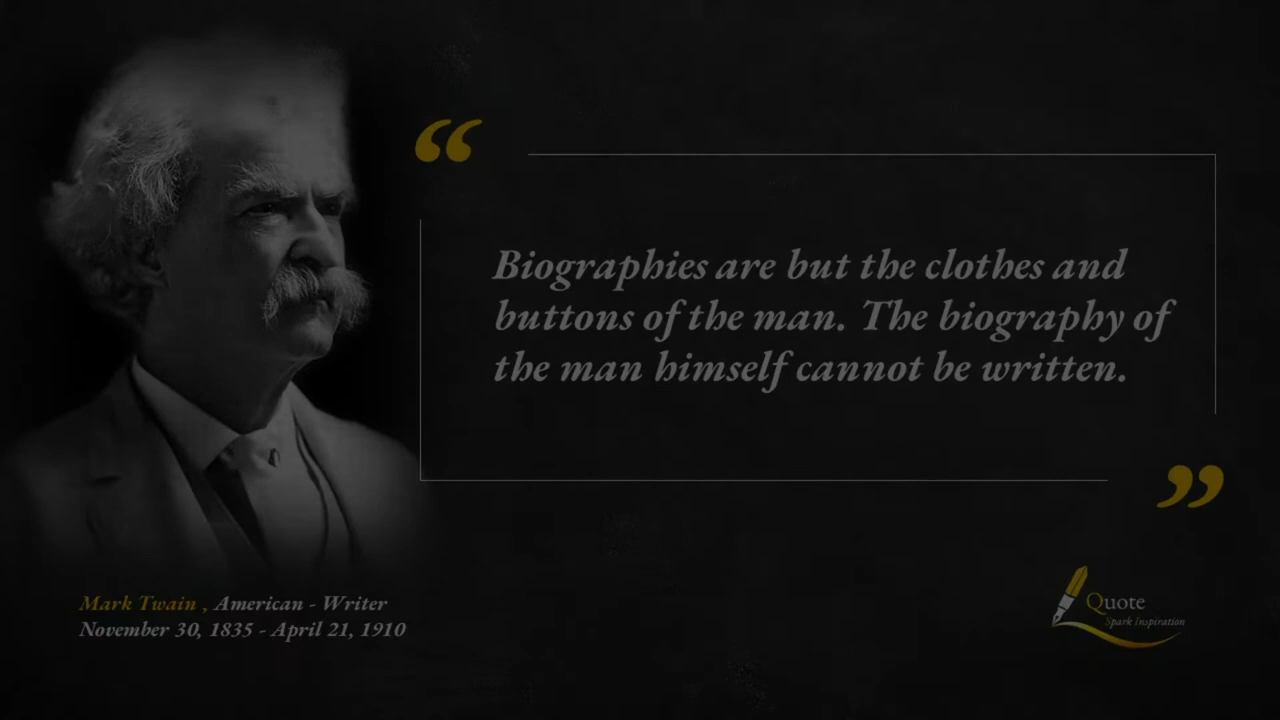 “
Biographies are but the clothes and
buttons of the man. The biography of
the man himself cannot be written.
”
Mark Twain , American - Writer
November 30, 1835 - April 21, 1910
Quote
Spark Inspiration